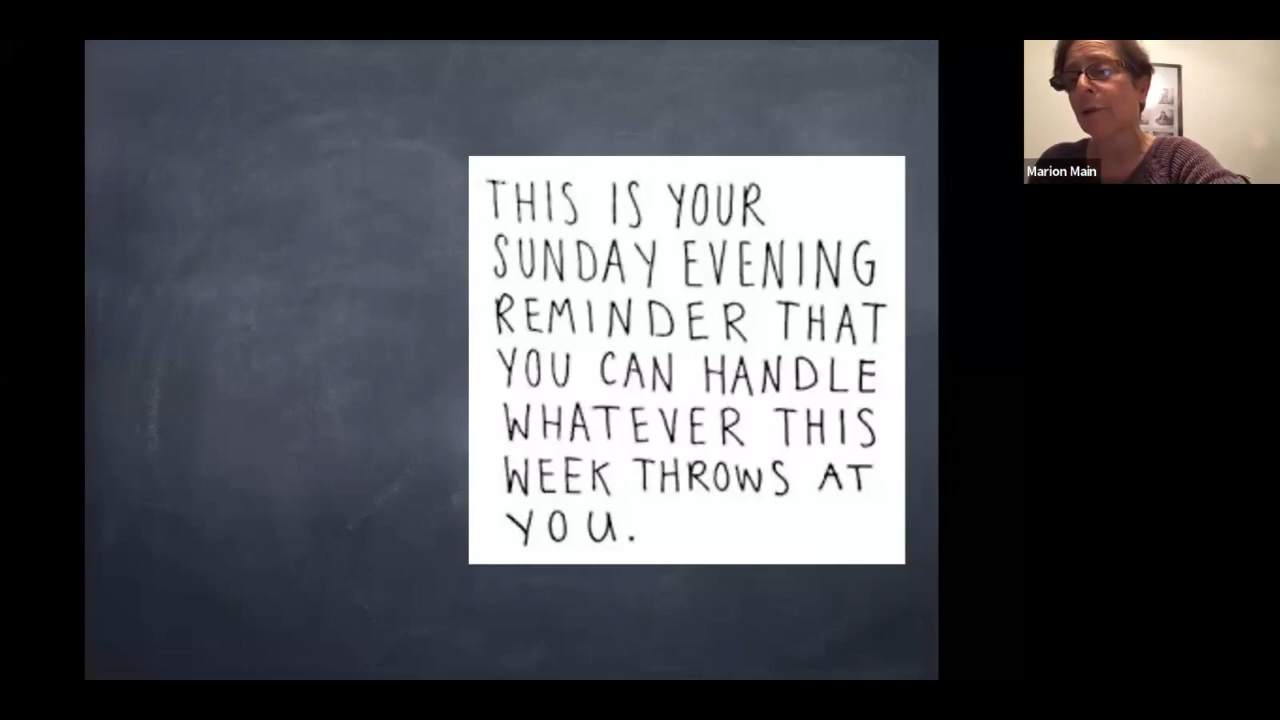 THIS IS YOUR
SUNDAY EVENING
REMINDER THAT
YOU CAN HANDLE
WHATEVER THIS
WEEK THROWS AT
YOU.
Marion Main